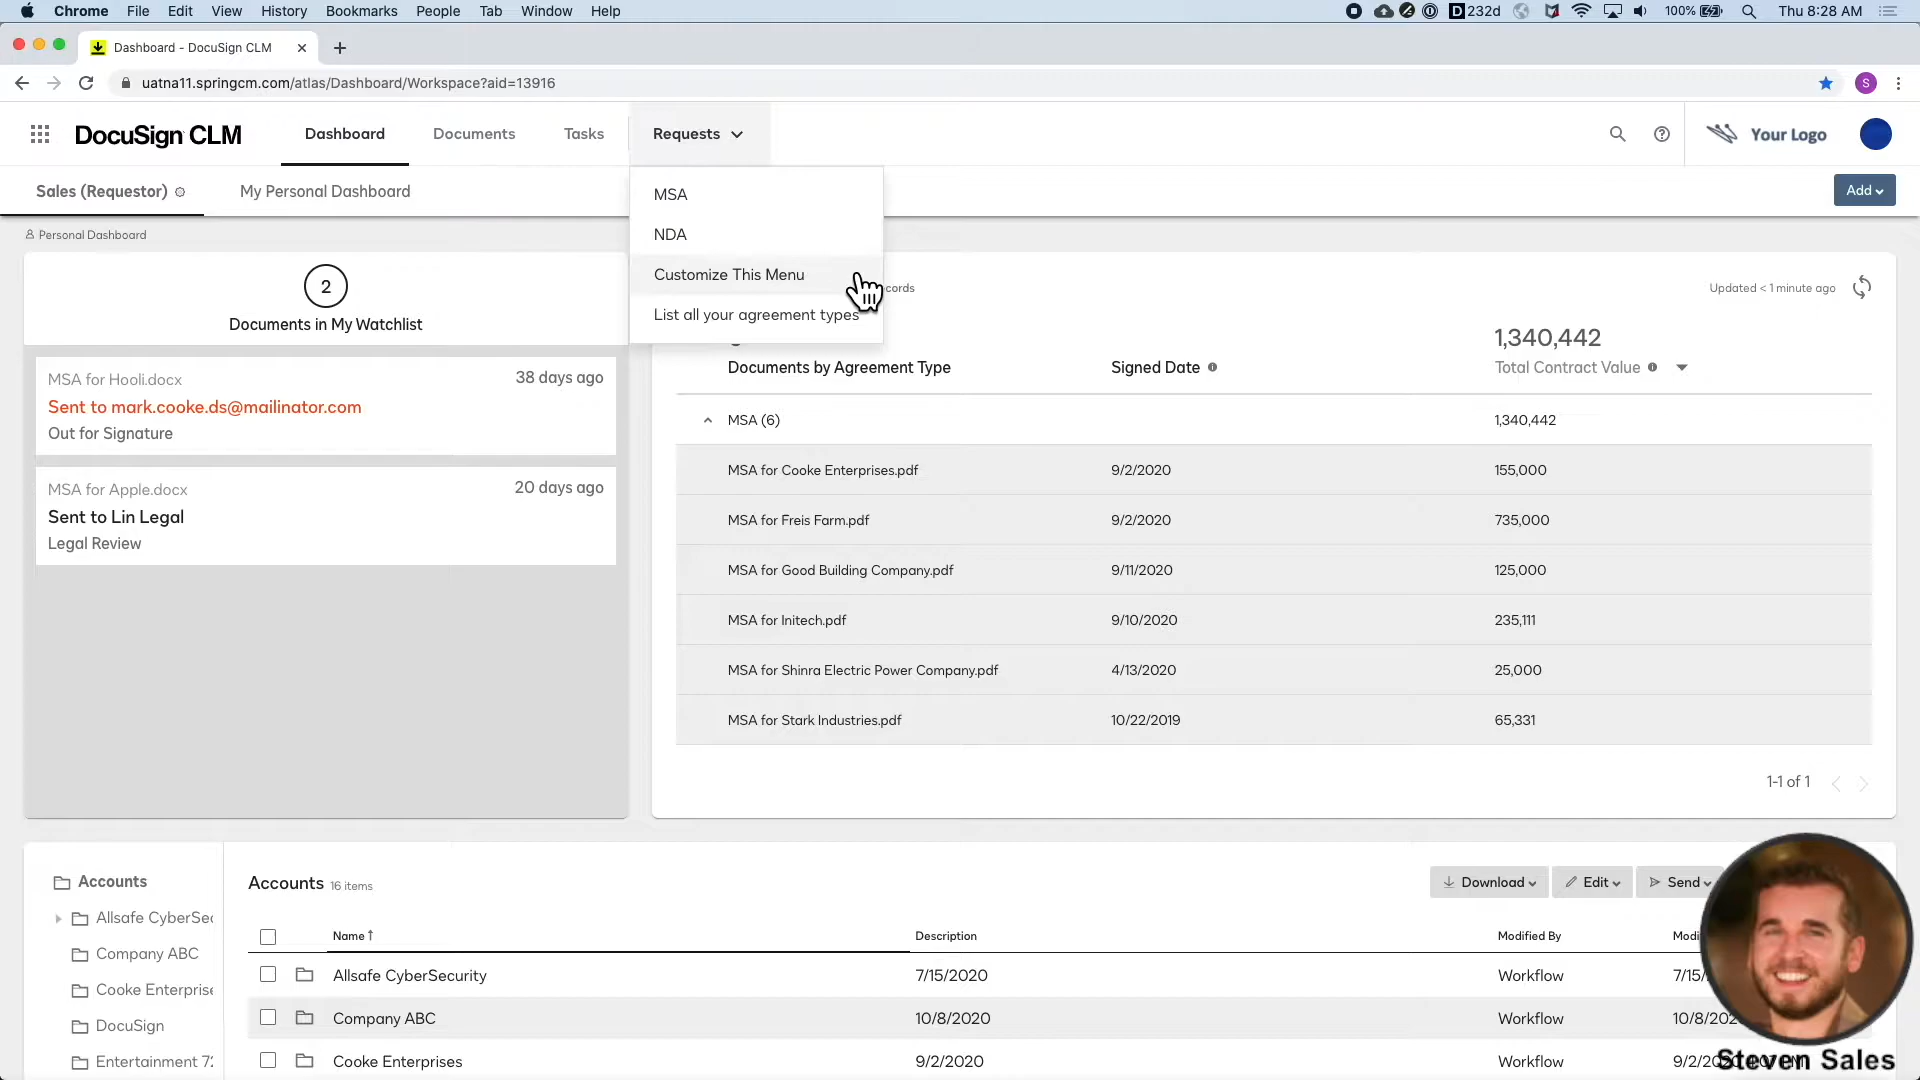 Chrome File Edit View History Bookmarks People Tab Window Help 232d 100% Thu 8:28 AM
Dashboard - DocuSign CLM
uatna11.springcm.com/atlas/Dashboard/Workspace?aid=13916 S
DocuSign CLM Dashboard Documents Tasks Requests Your Logo
Sales (Requestor) My Personal Dashboard Add
MSA
NDA
Customize This Menu
List all your agreement types
Personal Dashboard
2
Documents in My Watchlist
MSA for Hooli.docx 38 days ago
Sent to mark.cooke.ds@mailinator.com
Out for Signature
MSA for Apple.docx 20 days ago
Sent to Lin Legal
Legal Review
cords Updated < 1 minute ago
1,340,442
Documents by Agreement Type Signed Date Total Contract Value
MSA (6) 1,340,442
MSA for Cooke Enterprises.pdf 9/2/2020 155,000
MSA for Freis Farm.pdf 9/2/2020 735,000
MSA for Good Building Company.pdf 9/11/2020 125,000
MSA for Initech.pdf 9/10/2020 235,111
MSA for Shinra Electric Power Company.pdf 4/13/2020 25,000
MSA for Stark Industries.pdf 10/22/2019 65,331
1-1 of 1
Accounts
Allsafe CyberSec
Company ABC
Cooke Enterprise
DocuSign
Entertainment 72
Accounts 16 items Download Edit Send
Name Description Modified By Modi
Allsafe CyberSecurity 7/15/2020 Workflow 7/15/
Company ABC 10/8/2020 Workflow 10/8/202
Cooke Enterprises 9/2/2020 Workflow 9/2/20
Steven Sales